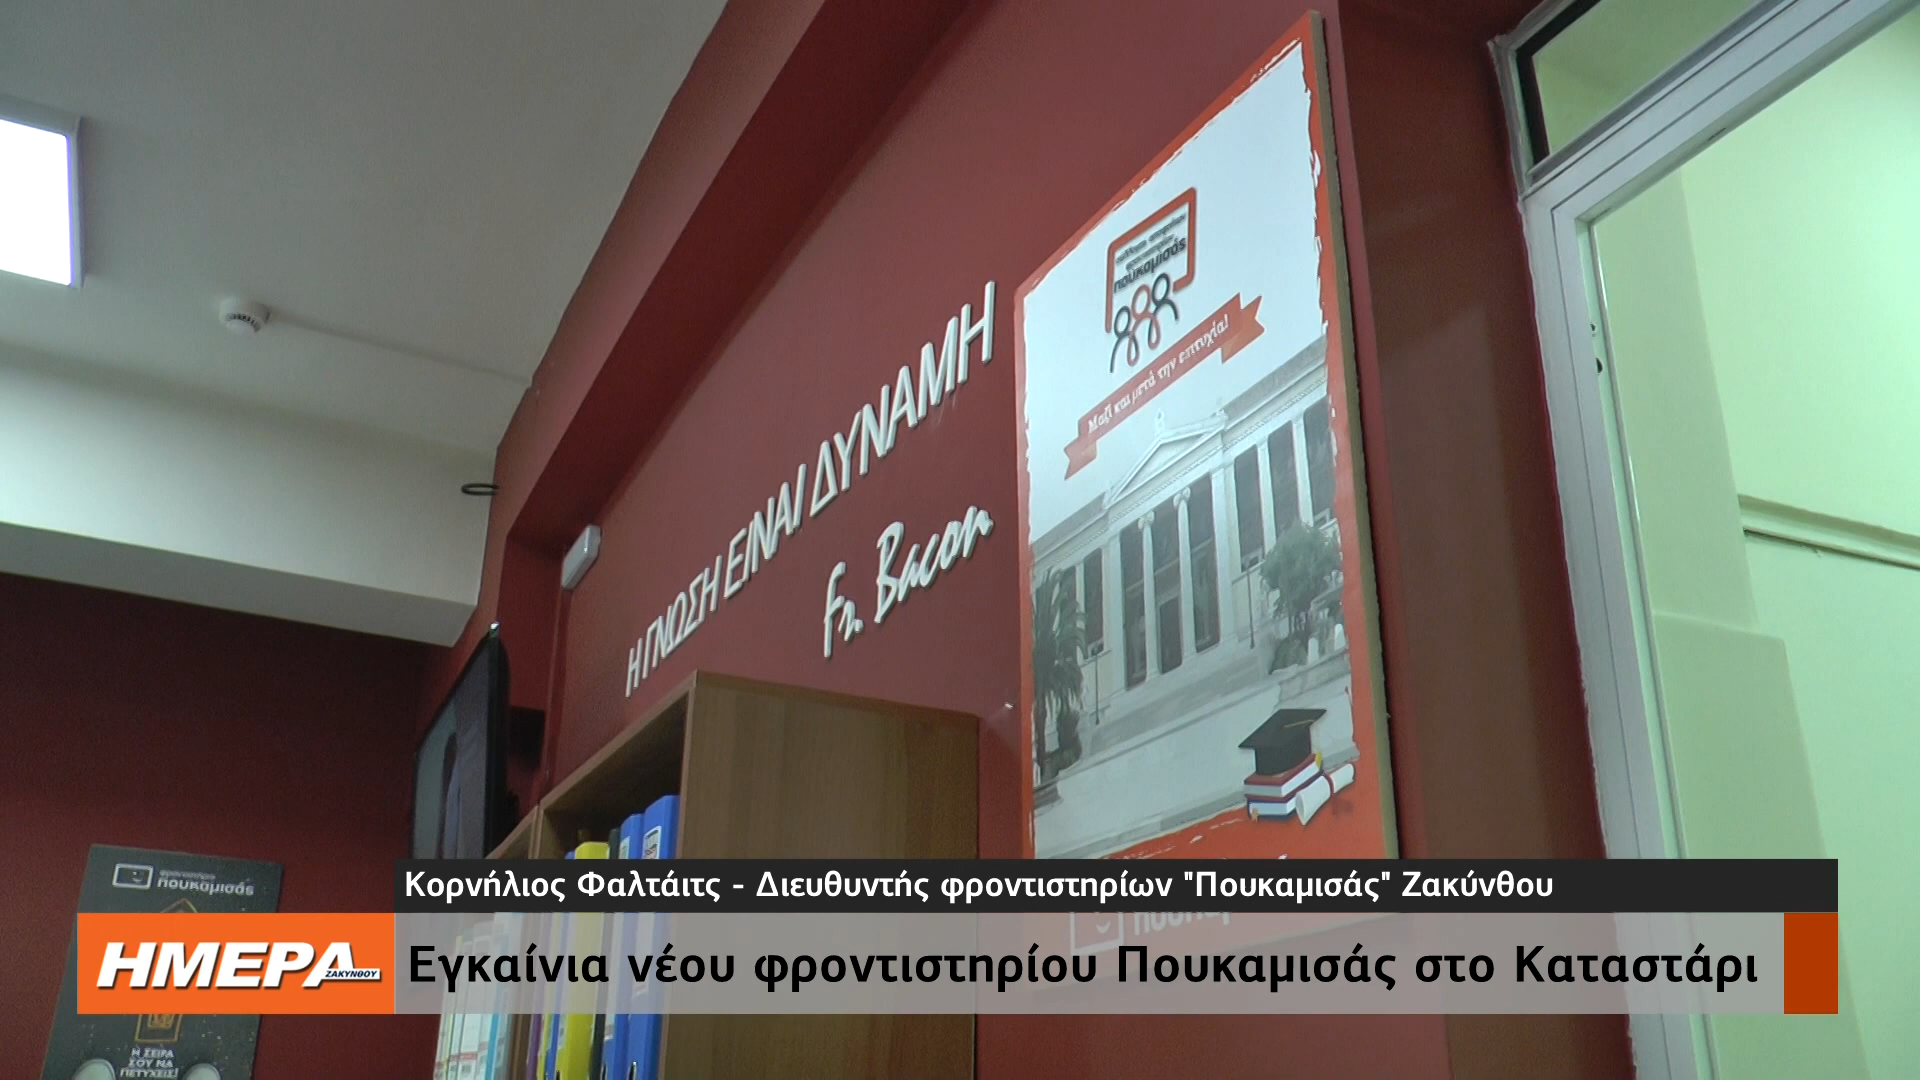 πουκαμισάς
Μαζί και μετά την επιτυχία!
Η ΓΝΩΣΗ ΕΙΝΑΙ ΔΥΝΑΜΗ
Fr. Bacon
φροντιστήριο
πουκαμισάς
Η ΣΕΙΡΑ
ΣΟΥ ΝΑ
ΠΕΤΥΧΕΙΣ!
Κορνήλιος Φαλτάιτς - Διευθυντής φροντιστηρίων "Πουκαμισάς" Ζακύνθου
ΗΜΕΡΑ ΖΑΚΥΝΘΟΥ
Εγκαίνια νέου φροντιστηρίου Πουκαμισάς στο Καταστάρι